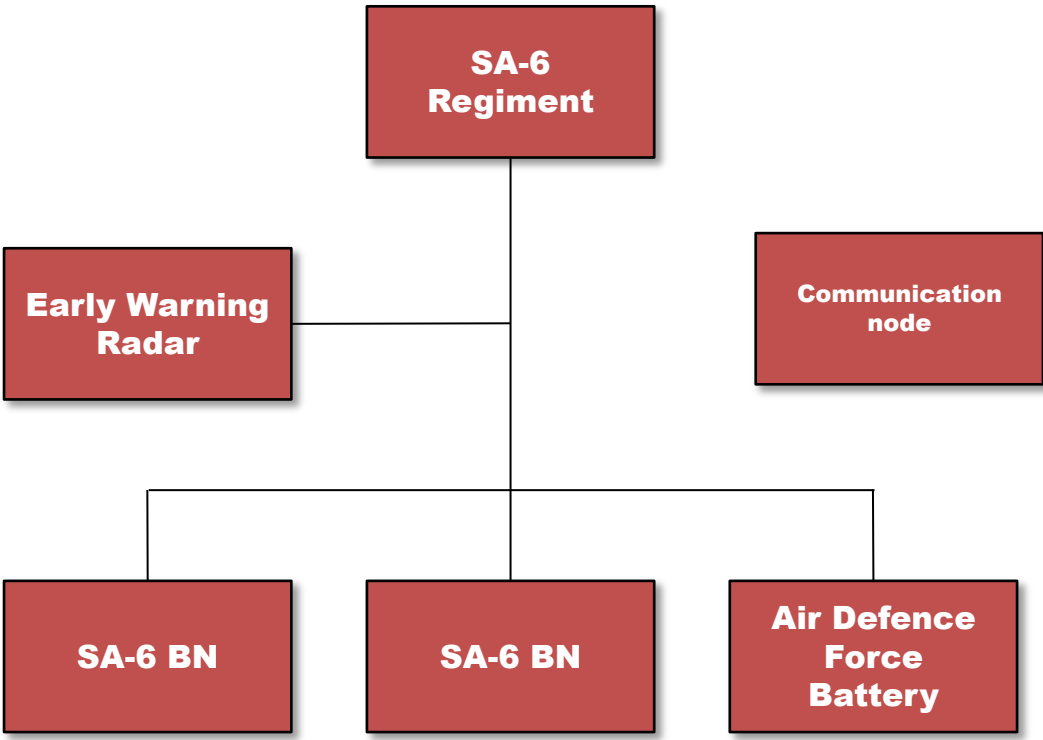 SA-6
Regiment
Early Warning
Radar
Communication
node
SA-6 BN
SA-6 BN
Air Defence
Force
Battery